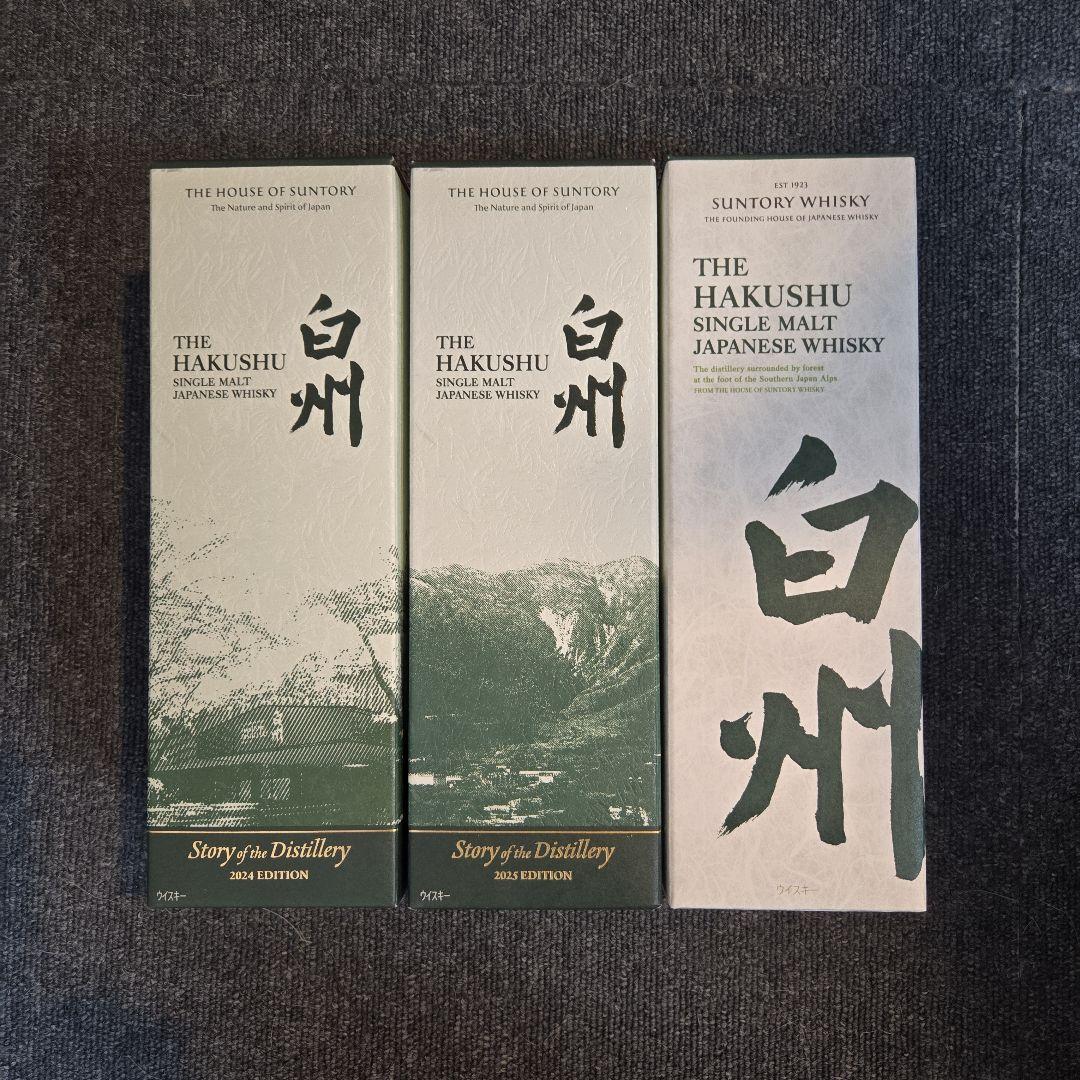 THE HOUSE OF SUNTORY
The Nature and Spirit of Japan
THE
HAKUSHU
SINGLE MALT
JAPANESE WHISKY
白州
Story of the Distillery
2024 EDITION
ウイスキー
THE HOUSE OF SUNTORY
The Nature and Spirit of Japan
THE
HAKUSHU
SINGLE MALT
JAPANESE WHISKY
白州
Story of the Distillery
2025 EDITION
ウイスキー
EST 1923
SUNTORY WHISKY
THE FOUNDING HOUSE OF JAPANESE WHISKY
THE
HAKUSHU
SINGLE MALT
JAPANESE WHISKY
The distillery surrounded by forest
at the foot of the Southern Japan Alps
FROM THE HOUSE OF SUNTORY WHISKY
白州
ウイスキー